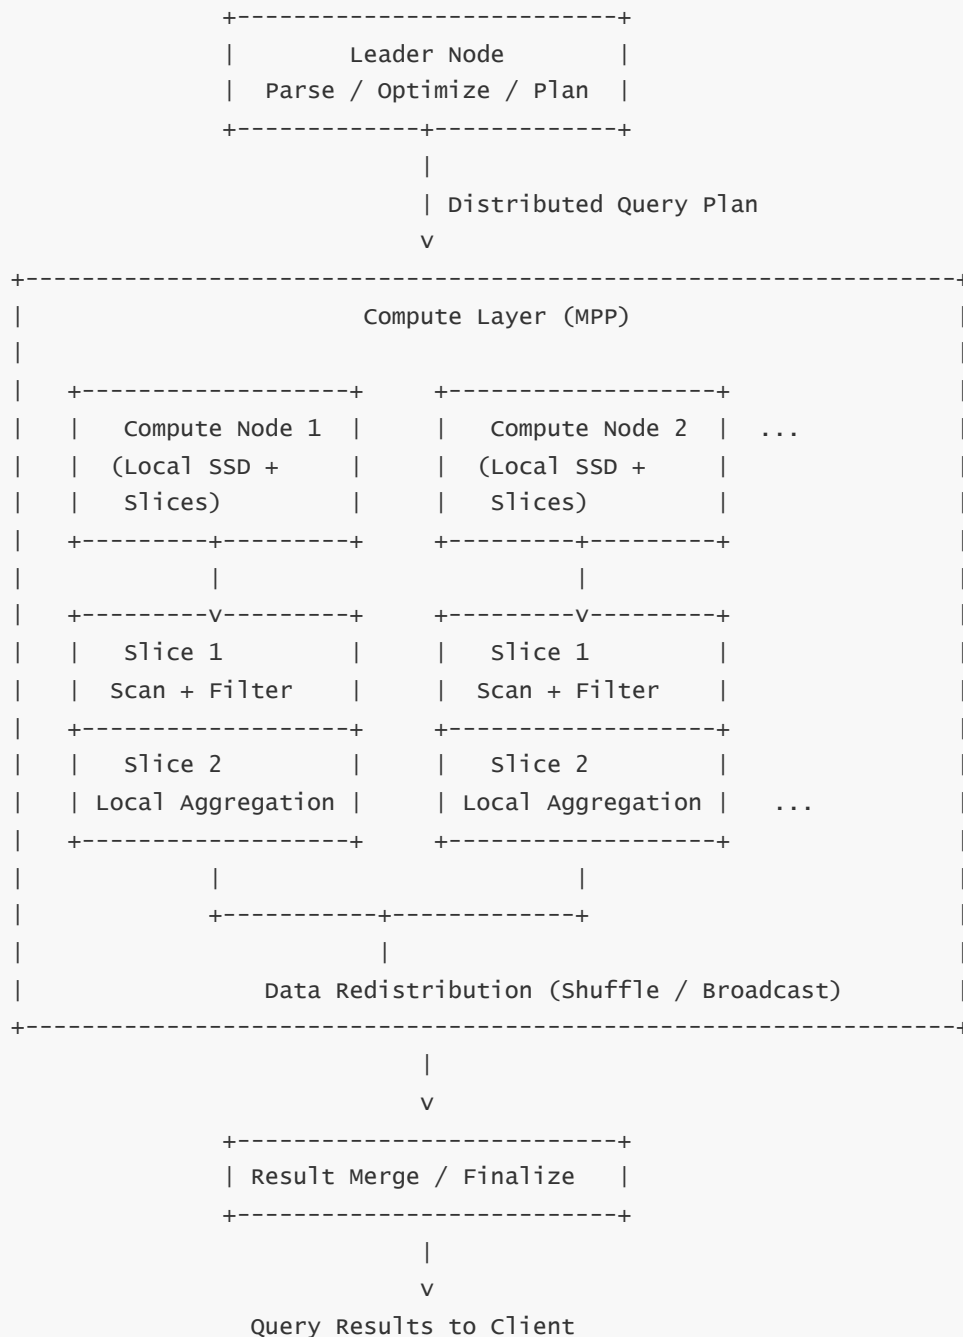 Leader Node
Parse / Optimize / Plan
Distributed Query Plan
Compute Layer (MPP)
Compute Node 1 Compute Node 2 ...
(Local SSD + (Local SSD +
Slices) Slices)
Slice 1 Slice 1
Scan + Filter Scan + Filter
Slice 2 Slice 2
Local Aggregation Local Aggregation ...
Data Redistribution (Shuffle / Broadcast)
Result Merge / Finalize
Query Results to Client